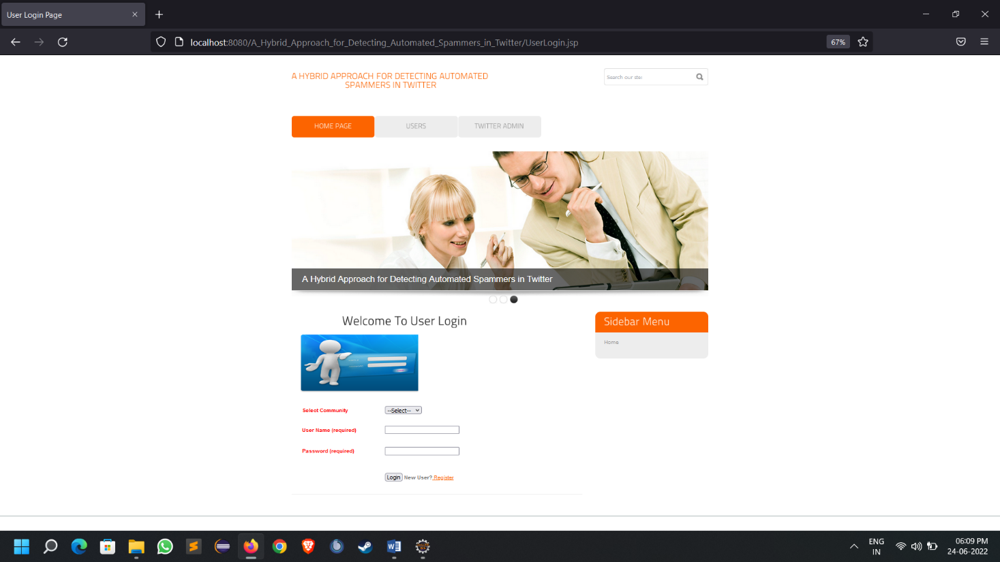 User Login Page
localhost:8080/A_Hybrid_Approach_for_Detecting_Automated_Spammers_in_Twitter/UserLogin.jsp
67%
A HYBRID APPROACH FOR DETECTING AUTOMATED
SPAMMERS IN TWITTER
Search our site:
HOME PAGE
USERS
TWITTER ADMIN
A Hybrid Approach for Detecting Automated Spammers in Twitter
Welcome To User Login
Sidebar Menu
Home
Select Community
--Select--
User Name (required)
Password (required)
Login New User? Register
ENG
IN
06:09 PM
24-06-2022